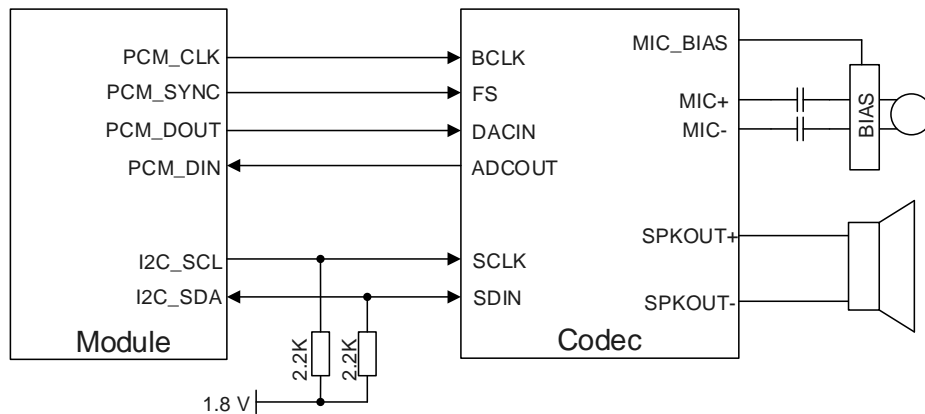 PCM_CLK
PCM_SYNC
PCM_DOUT
PCM_DIN
I2C_SCL
I2C_SDA
Module
BCLK
FS
DACIN
ADCOUT
SCLK
SDIN
Codec
MIC_BIAS
MIC+
MIC-
SPKOUT+
SPKOUT-
BIAS
2.2K
2.2K
1.8 V